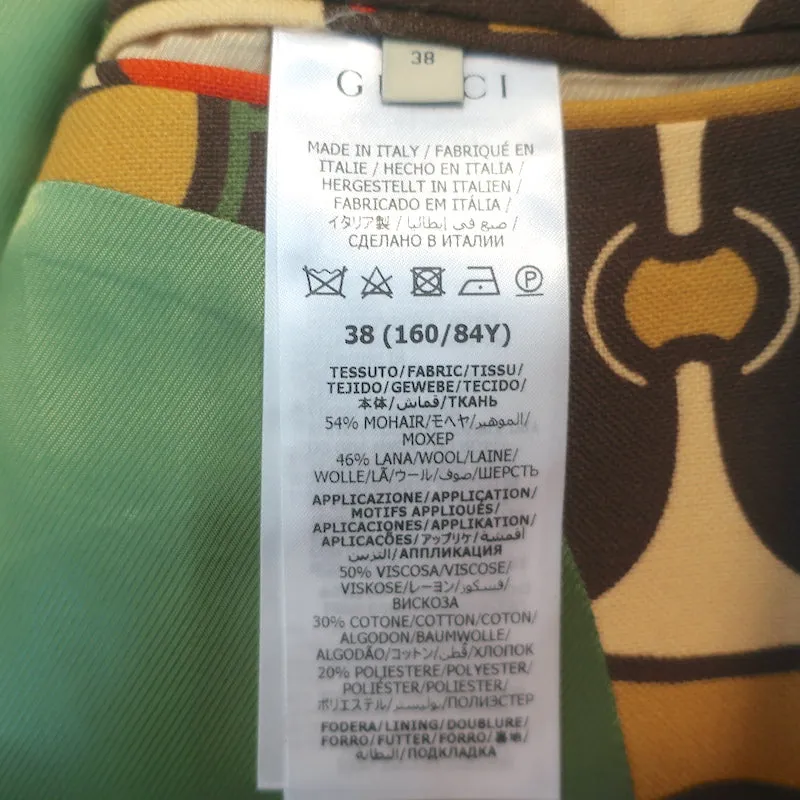 38
GUCCI
MADE IN ITALY / FABRIQUÉ EN
ITALIE / HECHO EN ITALIA /
HERGESTELLT IN ITALIEN /
FABRICADO EM ITÁLIA /
イタリア製 / صنع في إيطاليا /
СДЕЛАНО В ИТАЛИИ
P
38 (160/84Y)
TESSUTO/FABRIC/TISSU/
TEJIDO/GEWEBE/TECIDO/
本体/قماش/ТКАНЬ
54% MOHAIR/モヘヤ/الموهير/
МОХЕР
46% LANA/WOOL/LAINE/
WOLLE/LÃ/ウール/صوف/ШЕРСТЬ
APPLICAZIONE/APPLICATION/
MOTIFS APPLIQUÉS/
APLICACIONES/APPLIKATION/
APLICAÇÕES/アップリケ/أقمشة
التزيين/АППЛИКАЦИЯ
50% VISCOSA/VISCOSE/
VISKOSE/レーヨン/فسكوز/
ВИСКОЗА
30% COTONE/COTTON/COTON/
ALGODON/BAUMWOLLE/
ALGODÃO/コットン/قطن/ХЛОПОК
20% POLIESTERE/POLYESTER/
POLIÉSTER/POLIESTER/
ポリエステル/بوليستر/ПОЛИЭСТЕР
FODERA/LINING/DOUBLURE/
FORRO/FUTTER/FORRO/裏地/
البطانة/ПОДКЛАДКА